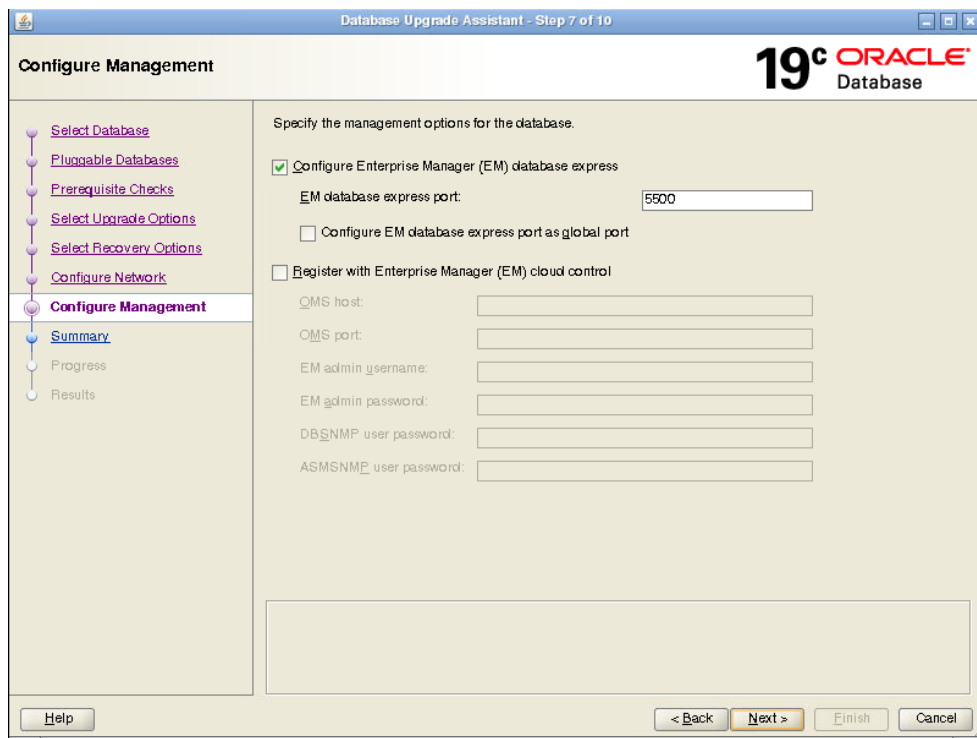 Database Upgrade Assistant - Step 7 of 10
Configure Management
19c ORACLE
Database
Select Database
Pluggable Databases
Prerequisite Checks
Select Upgrade Options
Select Recovery Options
Configure Network
Configure Management
Summary
Progress
Results
Specify the management options for the database.
Configure Enterprise Manager (EM) database express
EM database express port: 5500
Configure EM database express port as global port
Register with Enterprise Manager (EM) cloud control
OMS host:
OMS port:
EM admin username:
EM admin password:
DBSNMP user password:
ASMSNMP user password:
Help < Back Next > Finish Cancel